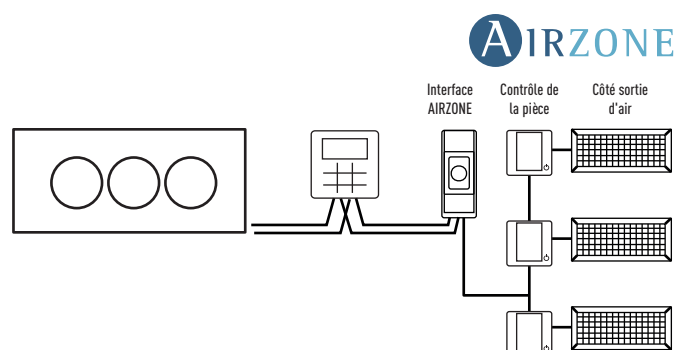 AIRZONE
Interface
AIRZONE
Contrôle de
la pièce
Côté sortie
d'air